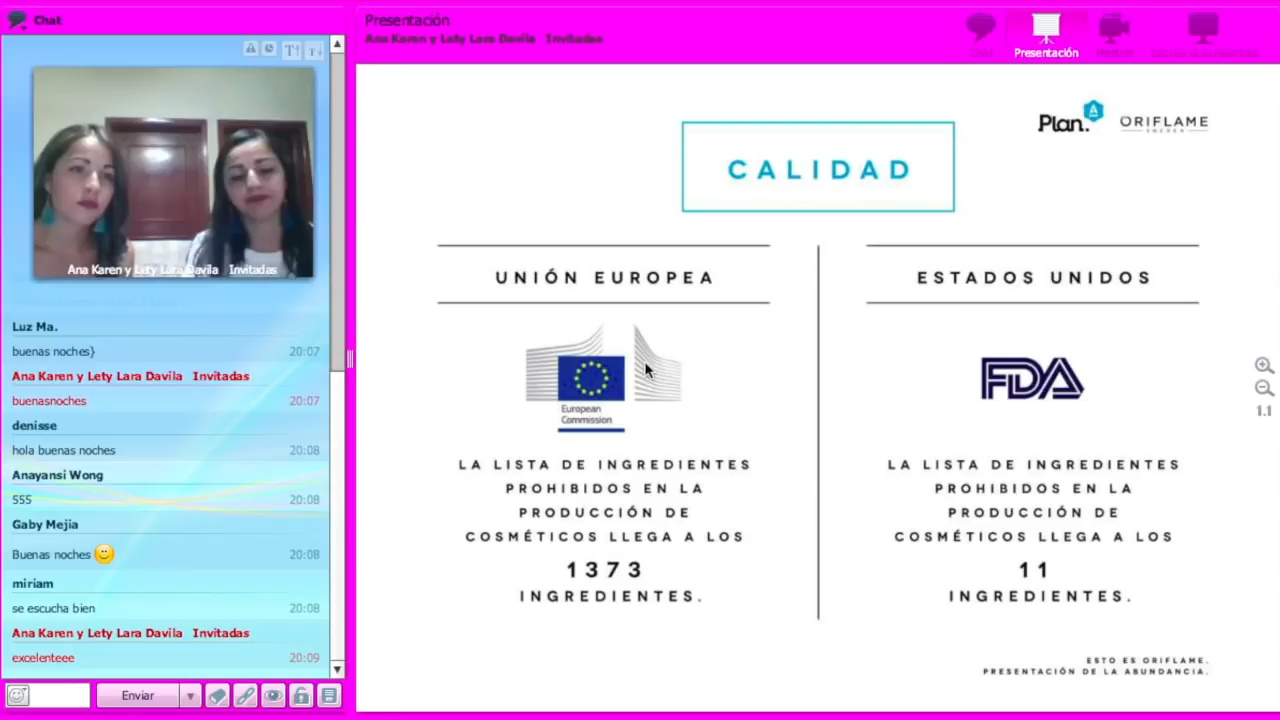 Chat
Ana Karen y Lety Lara Davila Invitadas
Luz Ma.
buenas noches}
20:07
Ana Karen y Lety Lara Davila Invitadas
buenasnoches
20:07
denisse
hola buenas noches
20:08
Anayansi Wong
555
20:08
Gaby Mejia
Buenas noches
20:08
miriam
se escucha bien
20:08
Ana Karen y Lety Lara Davila Invitadas
excelenteee
20:09
Enviar
Presentación
Ana Karen y Lety Lara Davila Invitadas
Chat
Presentación
Plan.A
ORIFLAME
SWEDEN
CALIDAD
UNIÓN EUROPEA
European
Commission
LA LISTA DE INGREDIENTES
PROHIBIDOS EN LA
PRODUCCIÓN DE
COSMÉTICOS LLEGA A LOS
1373
INGREDIENTES.
ESTADOS UNIDOS
FDA
LA LISTA DE INGREDIENTES
PROHIBIDOS EN LA
PRODUCCIÓN DE
COSMÉTICOS LLEGA A LOS
11
INGREDIENTES.
1.1
ESTO ES ORIFLAME.
PRESENTACIÓN DE LA ABUNDANCIA.